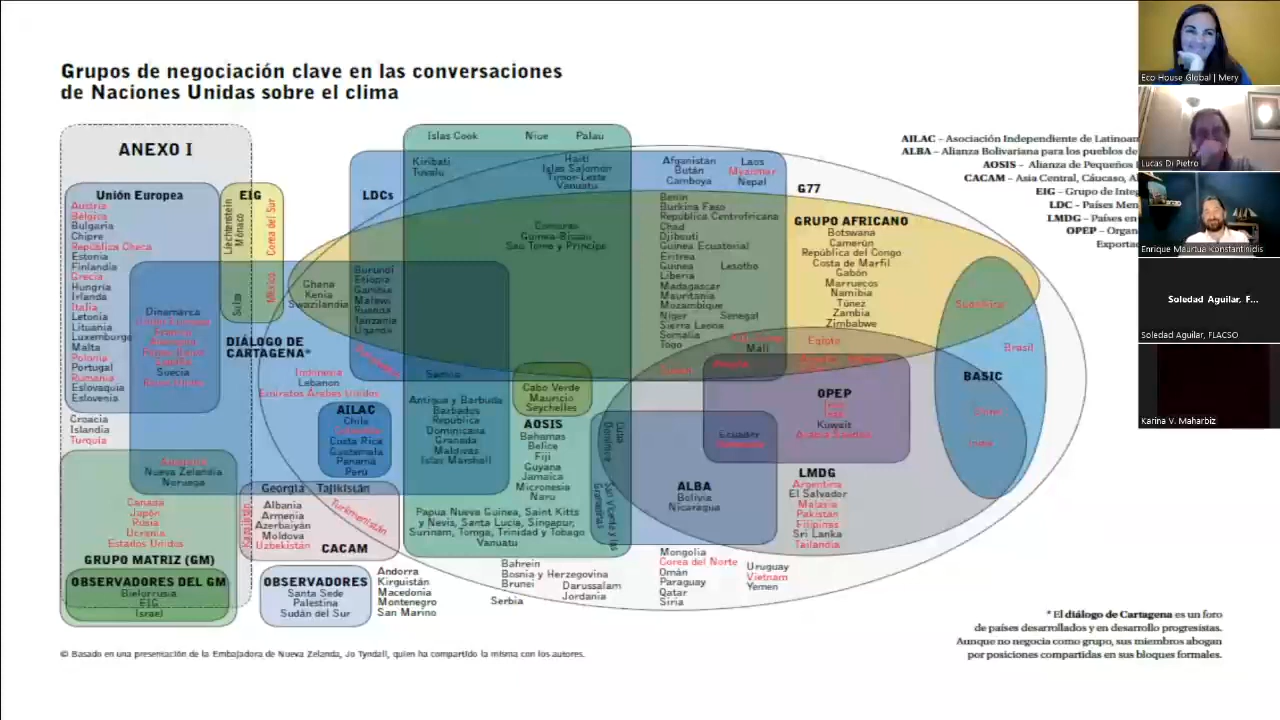 Grupos de negociación clave en las conversaciones
de Naciones Unidas sobre el clima
ANEXO I
Unión Europea
Austria
Bélgica
Bulgaria
Chipre
República Checa
Estonia
Finlandia
Grecia
Hungria
Irlanda
Italia
Letonia
Lituania
Luxemburgo
Malta
Polonia
Portugal
Rumania
Eslovaquia
Eslovenia
Croacia
Islandia
Turquía
Dinamarca
Suecia
Reino Unido
EIG
Liechtenstein
Mónaco
Corea del Sur
Suiza
México
DIÁLOGO DE
CARTAGENA*
Nueva Zelandia
Noruega
Canada
Japón
Rusia
Ucrania
Estados Unidos
GRUPO MATRIZ (GM)
OBSERVADORES DEL GM
Bielorrusia
EIG
Israel
Georgia Tajikistán
Albania
Armenia
Azerbaiyán
Moldova
Uzbekistán
Turkmenistán
CACAM
OBSERVADORES
Santa Sede
Palestina
Sudán del Sur
Andorra
Kirguistán
Macedonia
Montenegro
San Marino
Islas Cook Niue Palau
Kiribati
Tuvalu
Haití
Islas Salomon
Timor-Leste
Vanuatu
LDCs
Afganistan
Bután
Camboya
Laos
Myanmar
Nepal
G77
Comoros
Guinea-Bissau
Sao Tome y Principe
Benin
Burkina Faso
República Centrofricana
Chad
Djibouti
Guinea Ecuatorial
Eritrea
Guinea Lesotho
Liberia
Madagascar
Mauritania
Mozambique
Niger Senegal
Sierra Leona
Somalia
Togo
GRUPO AFRICANO
Botswana
Camerún
República del Congo
Costa de Marfil
Gabón
Marruecos
Namibia
Túnez
Zambia
Zimbabwe
Ghana
Kenia
Swazilandia
Burundi
Etiopia
Gambia
Malawi
Ruanda
Tanzania
Uganda
Indonesia
Lebanon
Emiratos Árabes Unidos
AILAC
Chile
Costa Rica
Guatemala
Panamá
Perú
Samoa
Antigua y Barbuda
Barbados
República
Dominicana
Granada
Maldivas
Islas Marshall
Cabo Verde
Mauricio
Seychelles
AOSIS
Bahamas
Belice
Fiji
Guyana
Jamaica
Micronesia
Naru
Papua Nueva Guinea, Saint Kitts
y Nevis, Santa Lucia, Singapur,
Surinam, Tomga, Trinidad y Tobago
Vanuatu
Mali
Egipto
OPEP
Kuwait
Arabia Saudita
Ecuador
ALBA
Bolivia
Nicaragua
LMDG
Argentina
El Salvador
Malasia
Pakistán
Filipinas
Sri Lanka
Tailandia
Sudáfrica
Brasil
BASIC
China
India
Bahrein
Bosnia y Herzegovina
Brunei Darussalam
Jordania
Serbia
Mongolia
Corea del Norte
Omán
Paraguay
Qatar
Siria
Uruguay
Vietnam
Yemen
AILAC – Asociación Independiente de Latinoam
ALBA – Alianza Bolivariana para los pueblos de
AOSIS – Alianza de Pequeños
CACAM – Asia Central, Cáucaso, Al
EIG – Grupo de Integ
LDC – Países Men
LMDG – Países en
OPEP – Organ
Exportad
* El diálogo de Cartagena es un foro
de países desarrollados y en desarrollo progresistas.
Aunque no negocia como grupo, sus miembros abogan
por posiciones compartidas en sus bloques formales.
© Basado en una presentación de la Embajadora de Nueva Zelanda, Jo Tyndall, quien ha compartido la misma con los autores.
Eco House Global | Mery
Lucas Di Pietro
Enrique Maurtua Konstantinidis
Soledad Aguilar, F...
Soledad Aguilar, FLACSO
Karina V. Maharbiz